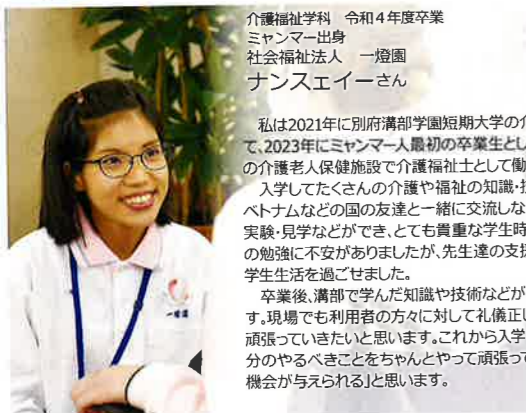 介護福祉学科　令和4年度卒業
ミャンマー出身
社会福祉法人　一燈園
ナンスェイーさん
私は2021年に別府溝部学園短期大学の介
て、2023年にミャンマー人最初の卒業生とし
の介護老人保健施設で介護福祉士として働
入学してたくさんの介護や福祉の知識・技
ベトナムなどの国の友達と一緒に交流しな
実験・見学などができ、とても貴重な学生時
の勉強に不安がありましたが、先生達の支援
学生生活を過ごせました。
卒業後、溝部で学んだ知識や技術などが
す。現場でも利用者の方々に対して礼儀正し
頑張っていきたいと思います。これから入学
分のやるべきことをちゃんとやって頑張って
機会が与えられる」と思います。
一燈園